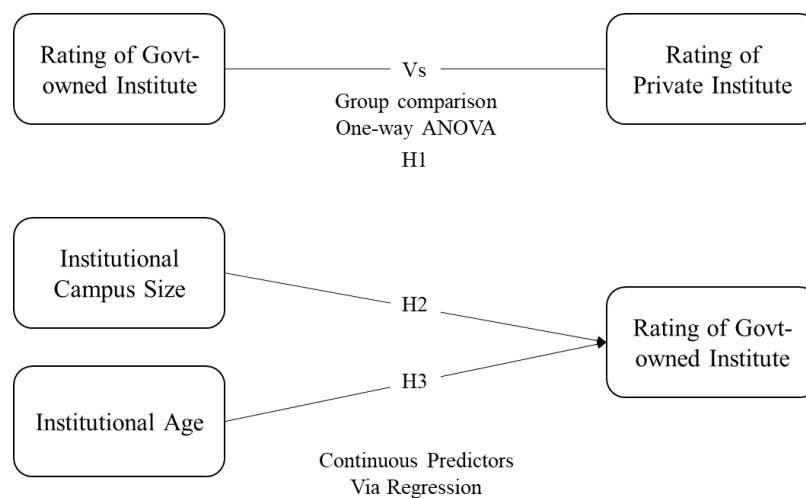 Rating of Govt-
owned Institute
Vs
Group comparison
One-way ANOVA
H1
Rating of
Private Institute
Institutional
Campus Size
H2
Institutional Age
H3
Rating of Govt-
owned Institute
Continuous Predictors
Via Regression